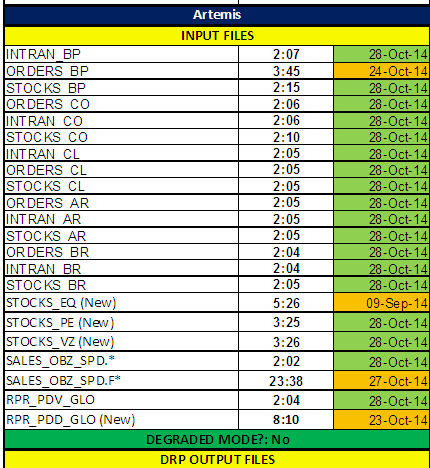 Artemis
INPUT FILES
INTRAN_BP 2:07 28-Oct-14
ORDERS_BP 3:45 24-Oct-14
STOCKS_BP 2:15 28-Oct-14
ORDERS_CO 2:06 28-Oct-14
INTRAN_CO 2:06 28-Oct-14
STOCKS_CO 2:10 28-Oct-14
INTRAN_CL 2:05 28-Oct-14
ORDERS_CL 2:05 28-Oct-14
STOCKS_CL 2:05 28-Oct-14
ORDERS_AR 2:05 28-Oct-14
INTRAN_AR 2:05 28-Oct-14
STOCKS_AR 2:05 28-Oct-14
ORDERS_BR 2:04 28-Oct-14
INTRAN_BR 2:04 28-Oct-14
STOCKS_BR 2:05 28-Oct-14
STOCKS_EQ (New) 5:26 09-Sep-14
STOCKS_PE (New) 3:25 28-Oct-14
STOCKS_VZ (New) 3:26 28-Oct-14
SALES_OBZ_SPD.* 2:02 28-Oct-14
SALES_OBZ_SPD.F* 23:38 27-Oct-14
RPR_PDV_GLO 2:04 28-Oct-14
RPR_PDD_GLO (New) 8:10 23-Oct-14
DEGRADED MODE?: No
DRP OUTPUT FILES